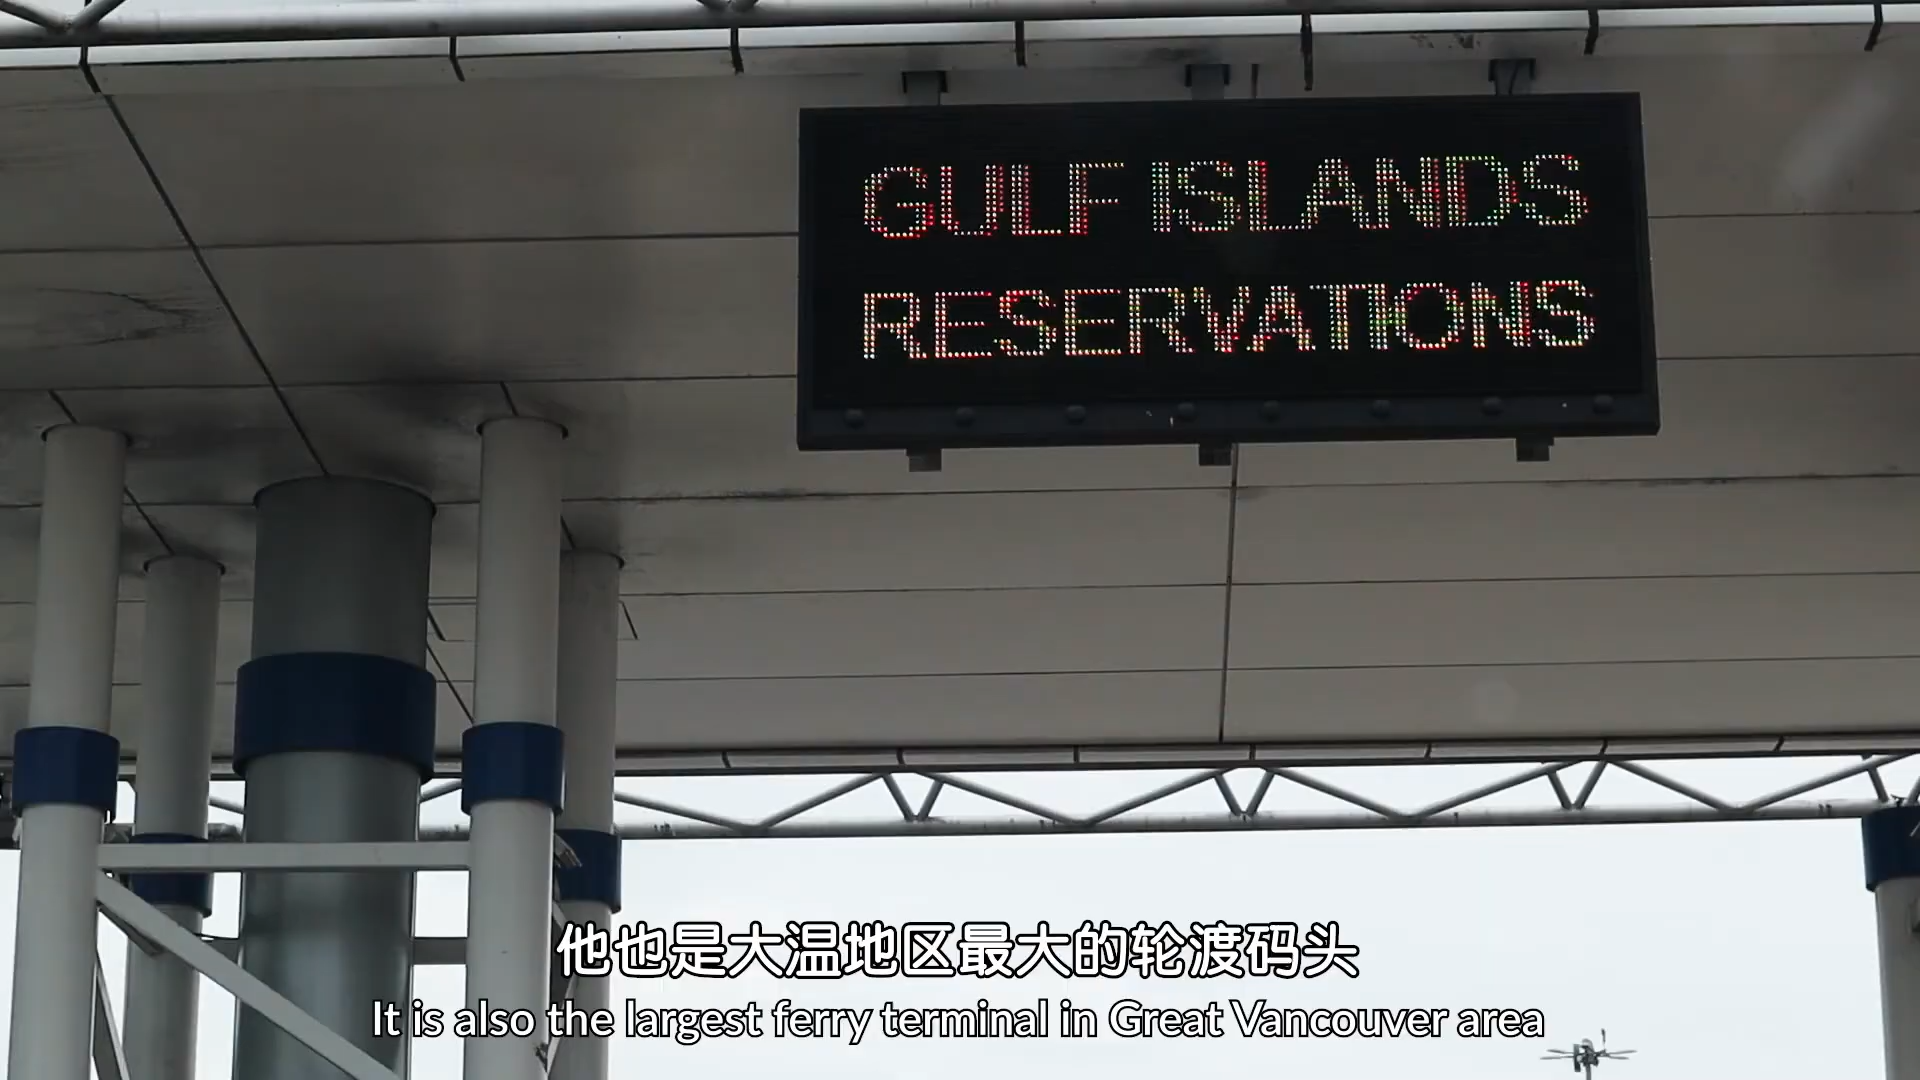 GULF ISLANDS
RESERVATIONS
他也是大温地区最大的轮渡码头
It is also the largest ferry terminal in Great Vancouver area